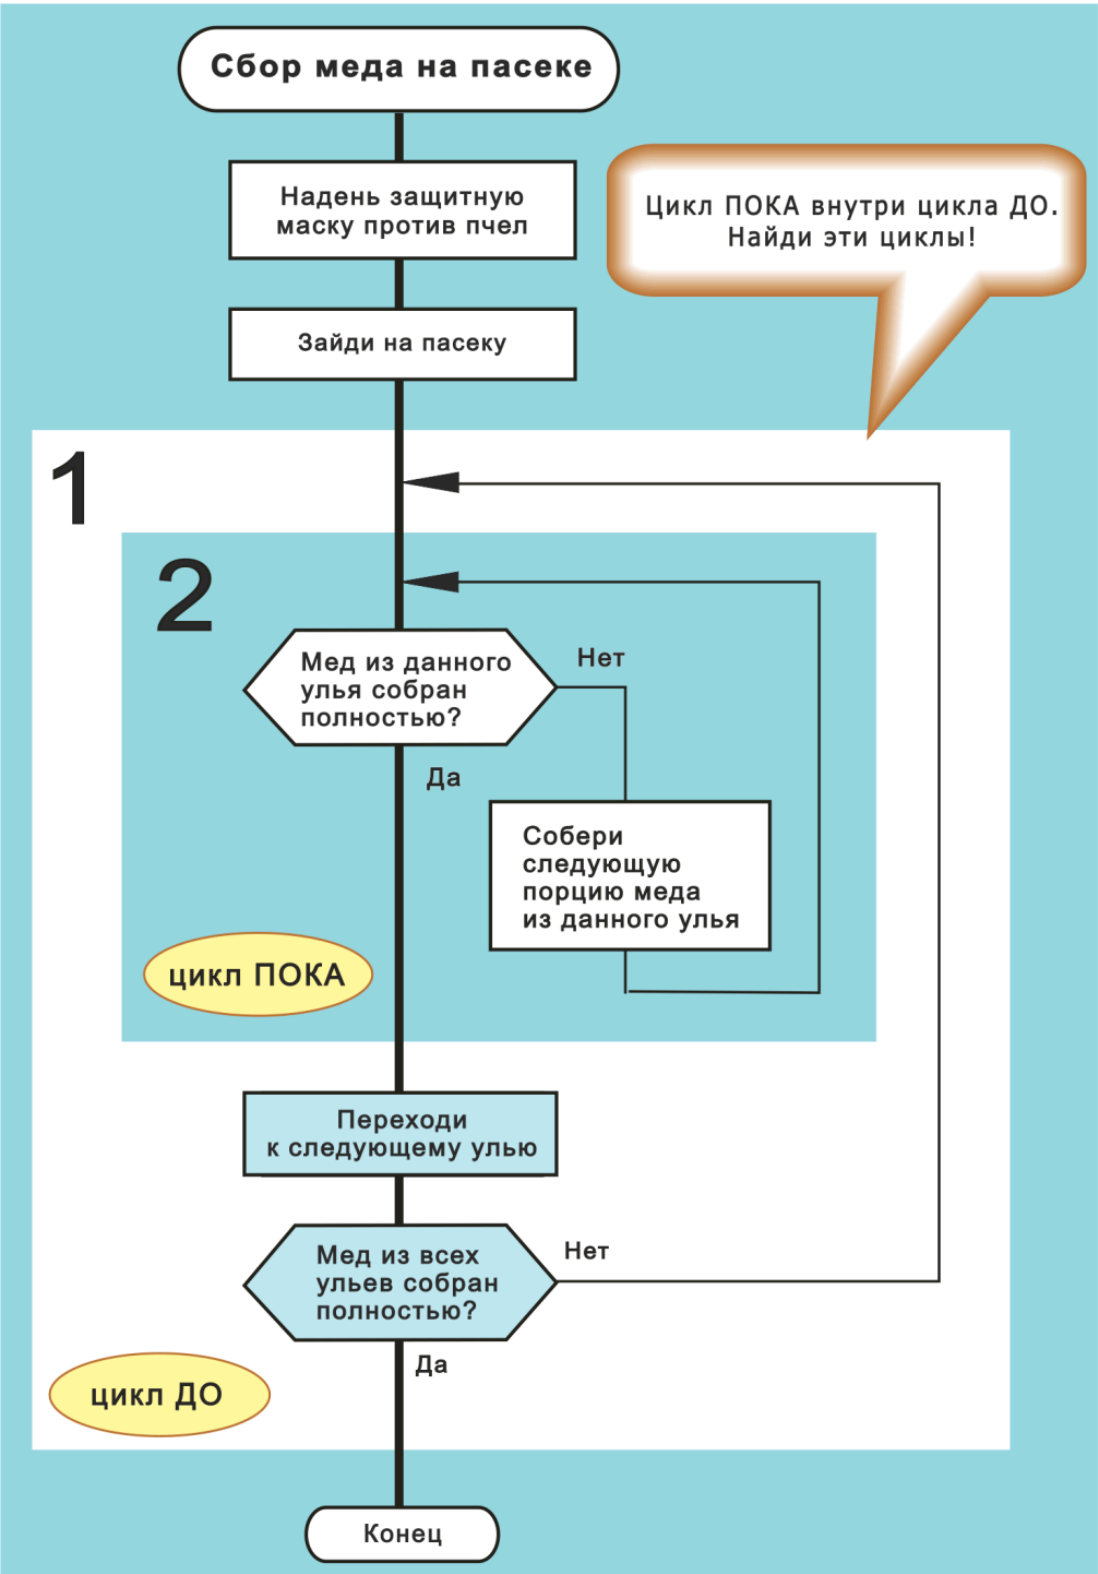 Сбор меда на пасеке
Надень защитную
маску против пчел
Цикл ПОКА внутри цикла ДО.
Найди эти циклы!
Зайди на пасеку
1
2
Мед из данного
улья собран
полностью?
Нет
Да
Собери
следующую
порцию меда
из данного улья
цикл ПОКА
Переходи
к следующему улью
Мед из всех
ульев собран
полностью?
Нет
Да
цикл ДО
Конец